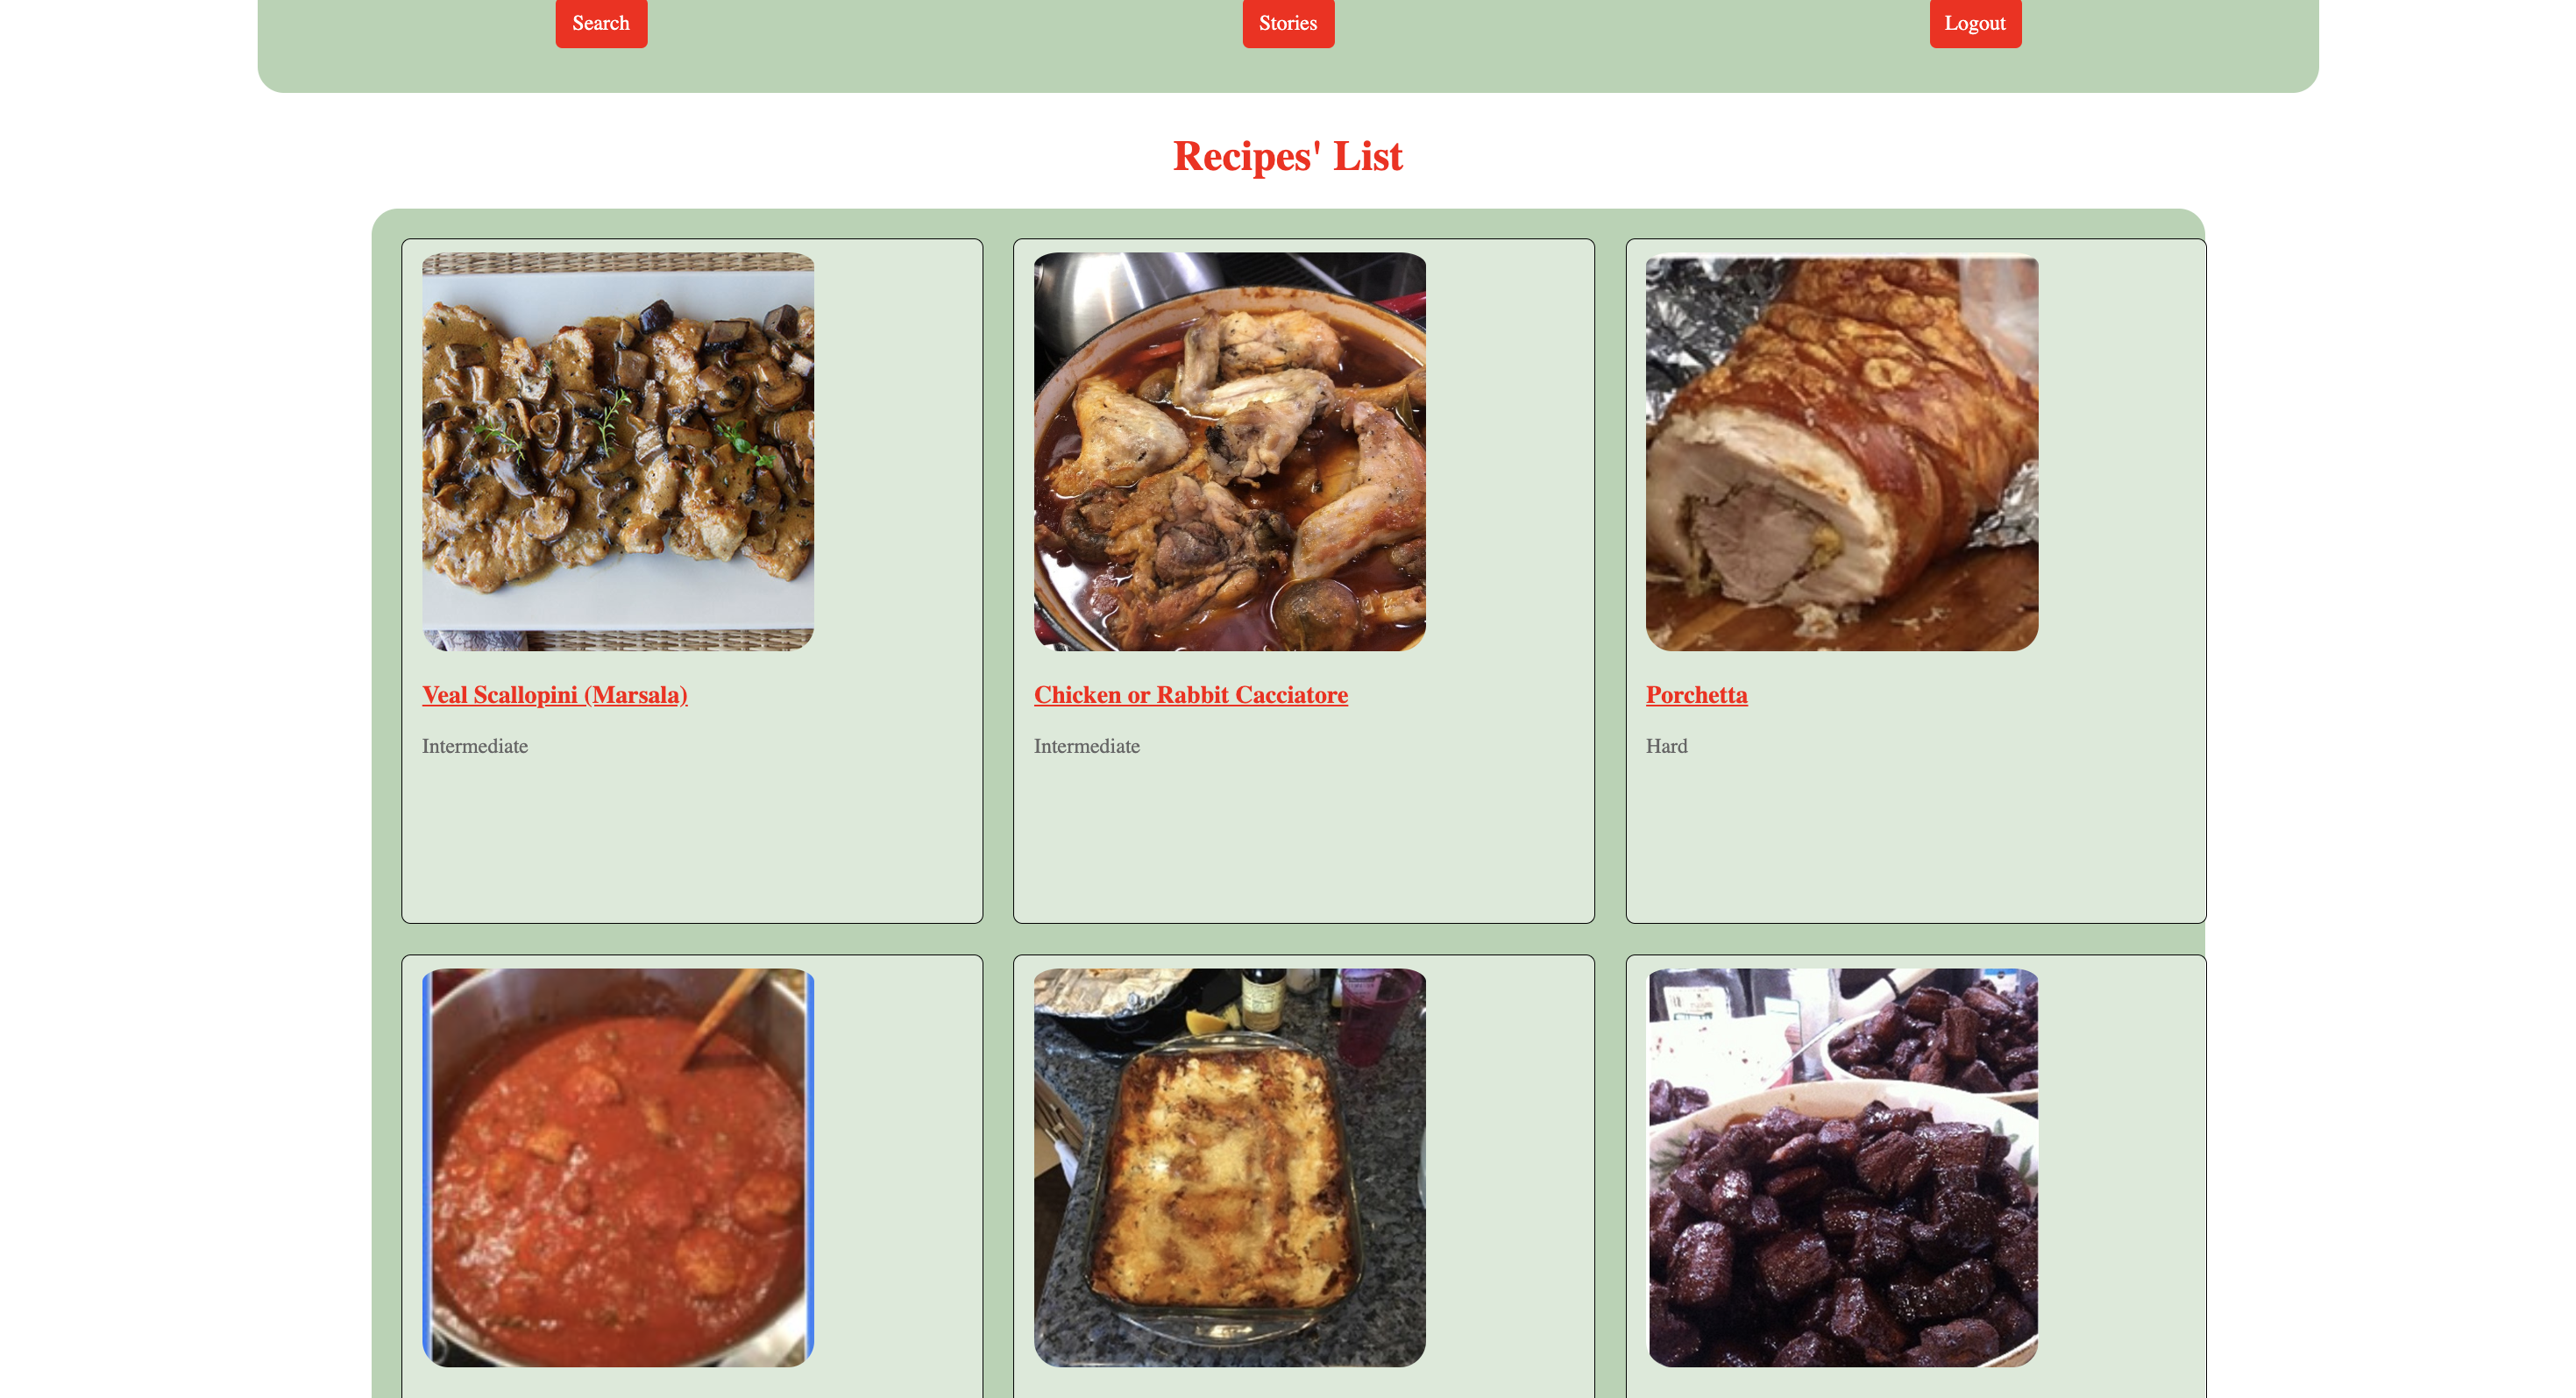 Search
Stories
Logout
Recipes' List
Veal Scallopini (Marsala)
Chicken or Rabbit Cacciatore
Porchetta
Intermediate
Intermediate
Hard